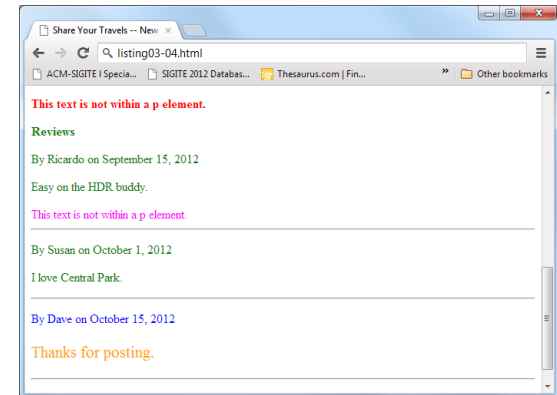 Share Your Travels -- New
listing03-04.html
ACM-SIGITE I Specia... SIGITE 2012 Databas... Thesaurus.com | Fin... » Other bookmarks
This text is not within a p element.
Reviews
By Ricardo on September 15, 2012
Easy on the HDR buddy.
This text is not within a p element.
By Susan on October 1, 2012
I love Central Park.
By Dave on October 15, 2012
Thanks for posting.